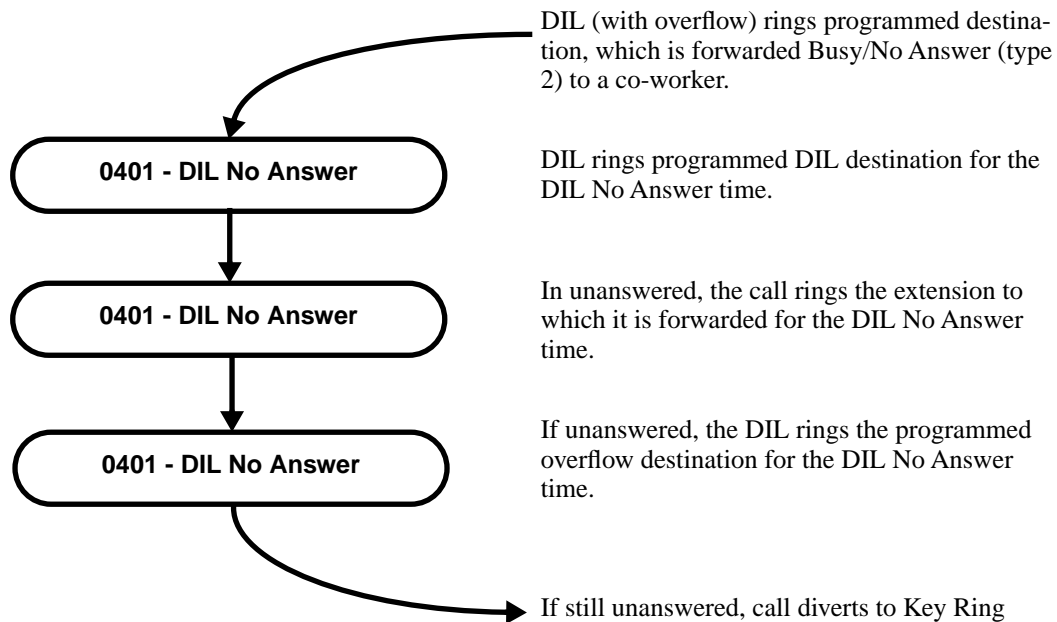 DIL (with overflow) rings programmed destina-
tion, which is forwarded Busy/No Answer (type
2) to a co-worker.
0401 - DIL No Answer
DIL rings programmed DIL destination for the
DIL No Answer time.
0401 - DIL No Answer
In unanswered, the call rings the extension to
which it is forwarded for the DIL No Answer
time.
0401 - DIL No Answer
If unanswered, the DIL rings the programmed
overflow destination for the DIL No Answer
time.
If still unanswered, call diverts to Key Ring